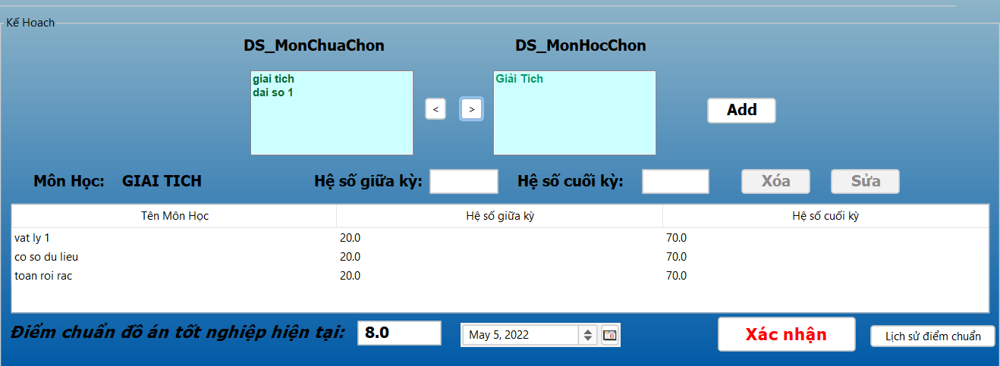 Kế Hoach
DS_MonChuaChon DS_MonHocChon
giai tich
dai so 1
< >
Giải Tích
Add
Môn Học: GIAI TICH Hệ số giữa kỳ: Hệ số cuối kỳ: Xóa Sửa
Tên Môn Học Hệ số giữa kỳ Hệ số cuối kỳ
vat ly 1 20.0 70.0
co so du lieu 20.0 70.0
toan roi rac 20.0 70.0
Điểm chuẩn đồ án tốt nghiệp hiện tại: 8.0 May 5, 2022 Xác nhận Lịch sử điểm chuẩn